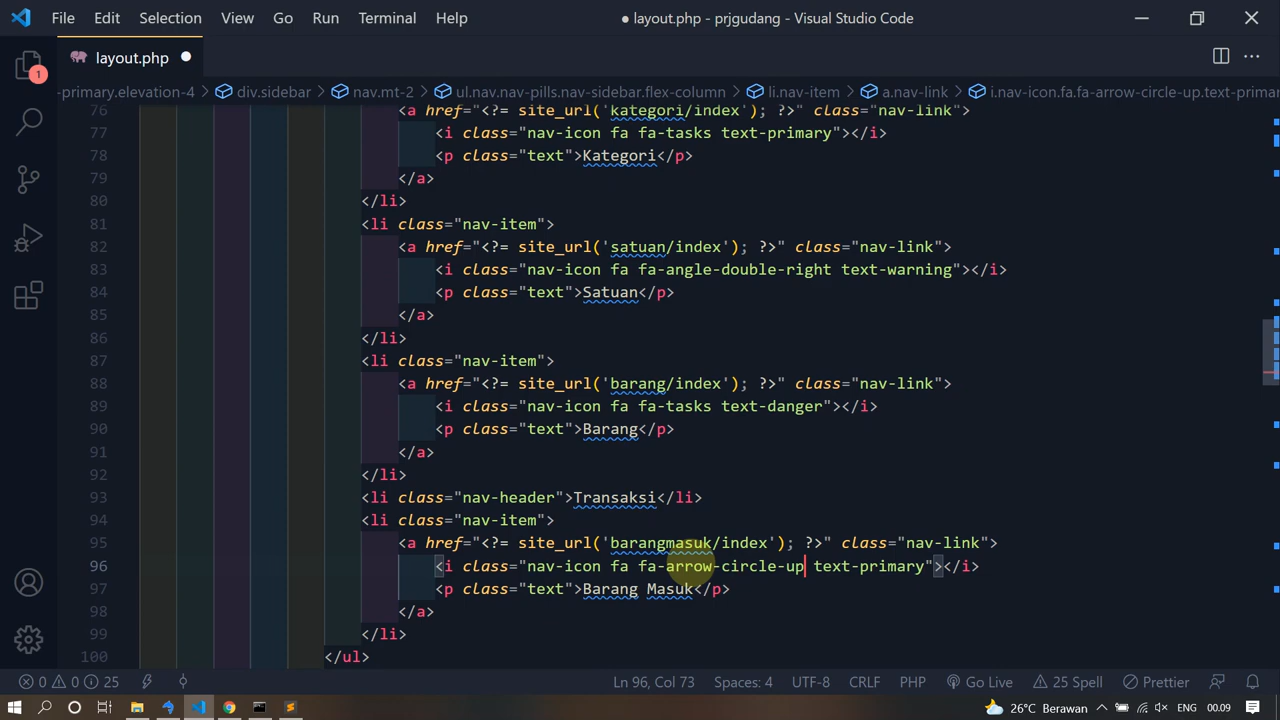 File Edit Selection View Go Run Terminal Help ● layout.php - prjgudang - Visual Studio Code
layout.php
-primary.elevation-4 > div.sidebar > nav.mt-2 > ul.nav.nav-pills.nav-sidebar.flex-column > li.nav-item > a.nav-link > i.nav-icon.fa.fa-arrow-circle-up.text-primar
1
76 <a href="<?= site_url('kategori/index'); ?>" class="nav-link">
77 <i class="nav-icon fa fa-tasks text-primary"></i>
78 <p class="text">Kategori</p>
79 </a>
80 </li>
81 <li class="nav-item">
82 <a href="<?= site_url('satuan/index'); ?>" class="nav-link">
83 <i class="nav-icon fa fa-angle-double-right text-warning"></i>
84 <p class="text">Satuan</p>
85 </a>
86 </li>
87 <li class="nav-item">
88 <a href="<?= site_url('barang/index'); ?>" class="nav-link">
89 <i class="nav-icon fa fa-tasks text-danger"></i>
90 <p class="text">Barang</p>
91 </a>
92 </li>
93 <li class="nav-header">Transaksi</li>
94 <li class="nav-item">
95 <a href="<?= site_url('barangmasuk/index'); ?>" class="nav-link">
96 <i class="nav-icon fa fa-arrow-circle-up text-primary"></i>
97 <p class="text">Barang Masuk</p>
98 </a>
99 </li>
100 </ul>
0 0 25 Ln 96, Col 73 Spaces: 4 UTF-8 CRLF PHP Go Live 25 Spell Prettier
26°C Berawan ENG 00.09